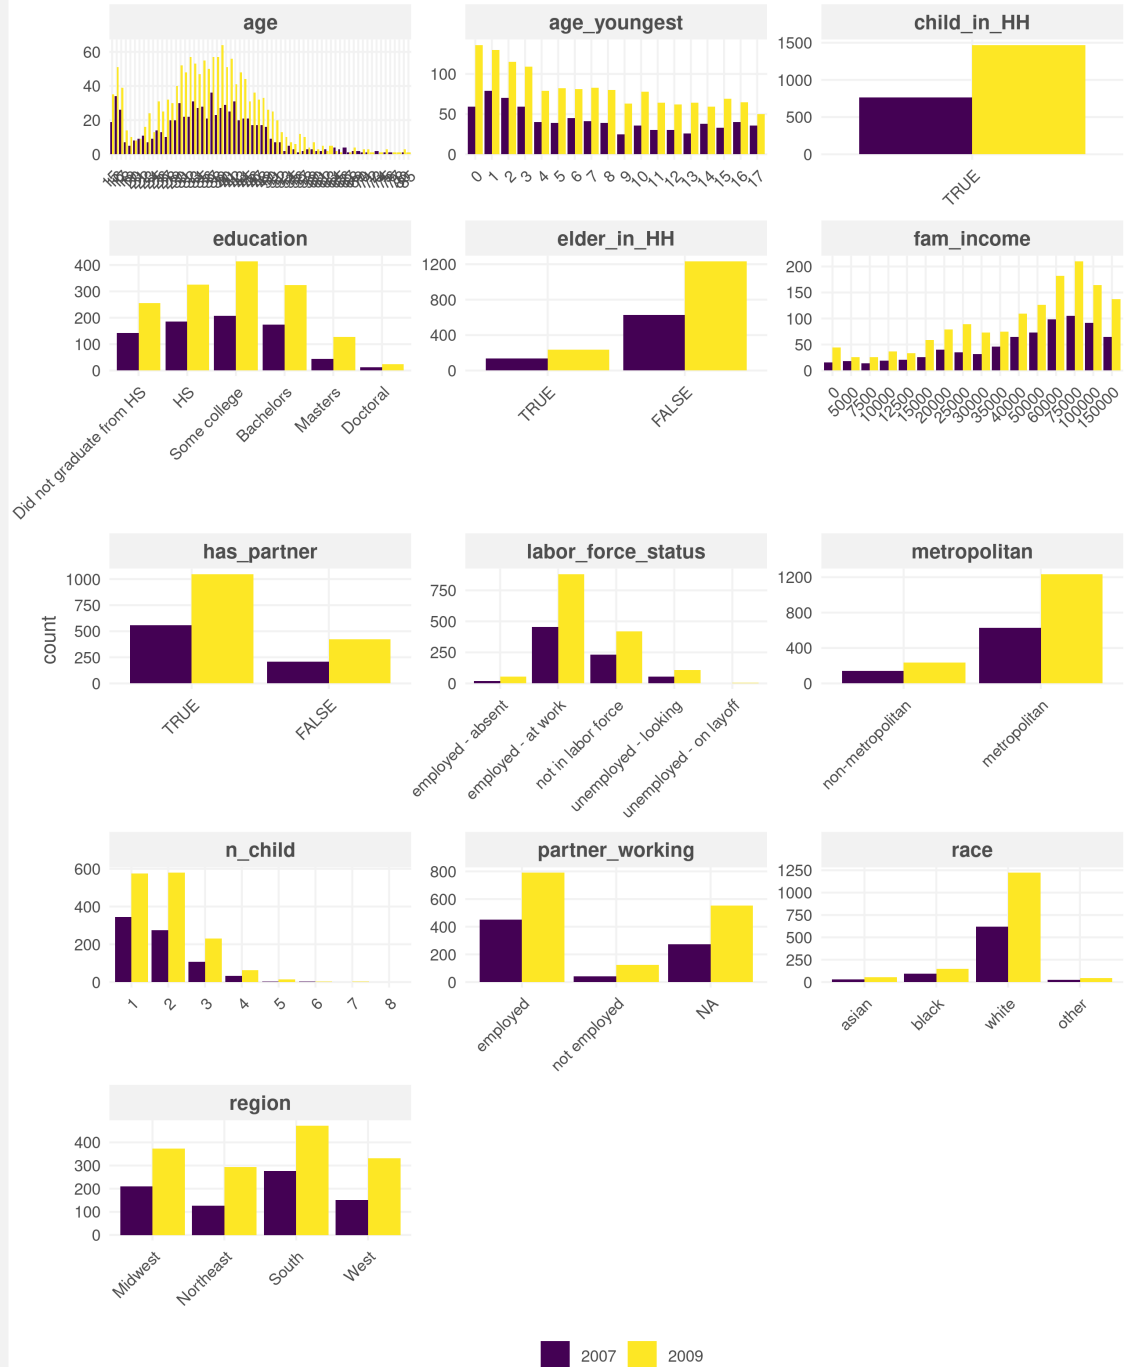 age
age_youngest
child_in_HH
60
40
20
0
100
50
0
0 1 2 3 4 5 6 7 8 9 10 11 12 13 14 15 16 17
1500
1000
500
0
TRUE
education
elder_in_HH
fam_income
400
300
200
100
0
Did not graduate from HS
HS
Some college
Bachelors
Masters
Doctoral
1200
800
400
0
TRUE
FALSE
200
150
100
50
0
0
5000
7500
10000
12500
15000
20000
25000
30000
35000
40000
50000
60000
75000
100000
150000
has_partner
labor_force_status
metropolitan
count
1000
750
500
250
0
TRUE
FALSE
750
500
250
0
employed - absent
employed - at work
not in labor force
unemployed - looking
unemployed - on layoff
1200
800
400
0
non-metropolitan
metropolitan
n_child
partner_working
race
600
400
200
0
1 2 3 4 5 6 7 8
800
600
400
200
0
employed
not employed
NA
1250
1000
750
500
250
0
asian
black
white
other
region
400
300
200
100
0
Midwest
Northeast
South
West
2007 2009